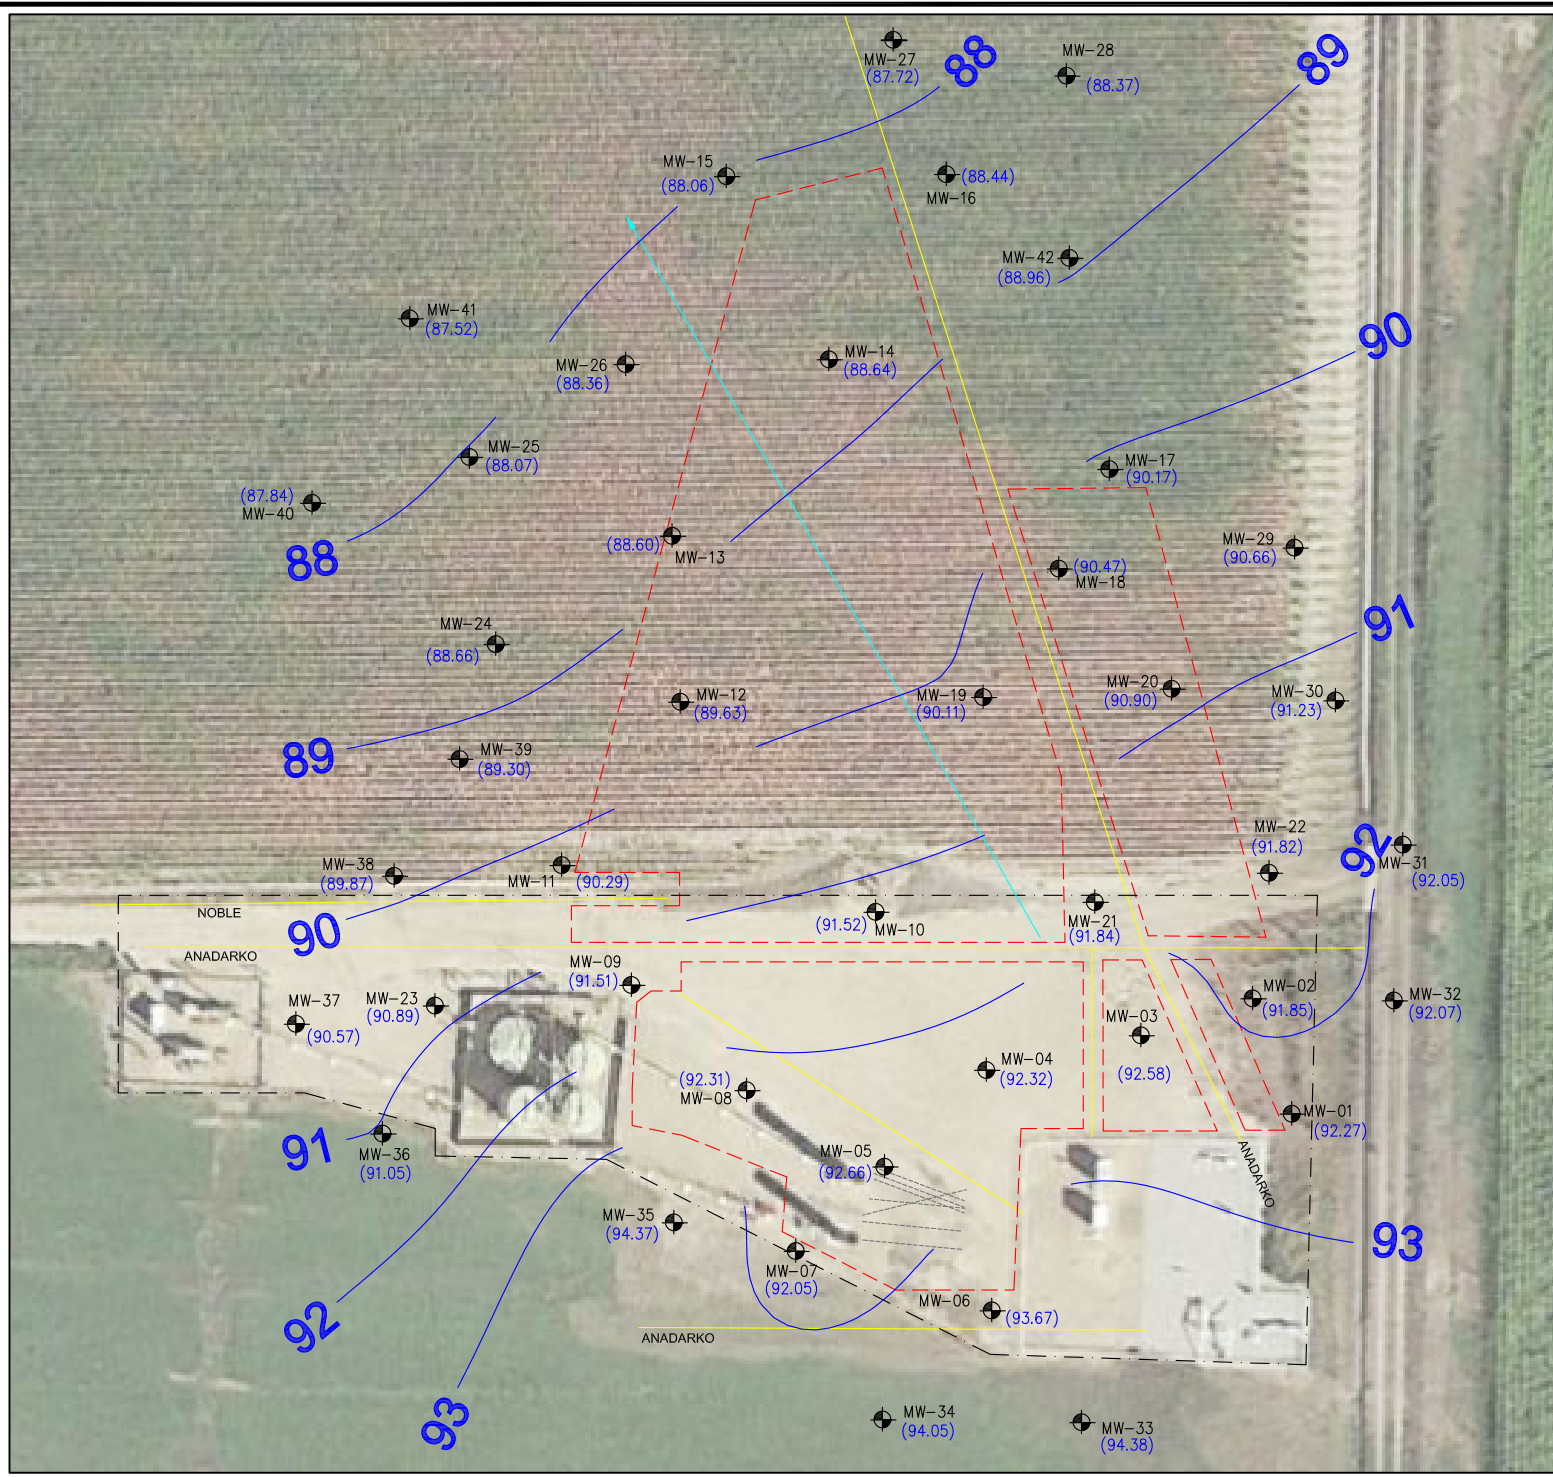 MW-27
(87.72)
88
MW-28
(88.37)
89
MW-15
(88.06)
(88.44)
MW-16
MW-42
(88.96)
MW-41
(87.52)
90
MW-26
(88.36)
MW-14
(88.64)
MW-25
(88.07)
MW-17
(90.17)
(87.84)
MW-40
88
(88.60)
MW-13
MW-29
(90.66)
(90.47)
MW-18
91
MW-24
(88.66)
MW-12
(89.63)
MW-19
(90.11)
MW-20
(90.90)
MW-30
(91.23)
89
MW-39
(89.30)
MW-22
(91.82)
92
MW-31
(92.05)
MW-38
(89.87)
MW-11
(90.29)
NOBLE
(91.52)
MW-10
MW-21
(91.84)
90
ANADARKO
MW-09
(91.51)
MW-37
(90.57)
MW-23
(90.89)
MW-02
(91.85)
MW-32
(92.07)
MW-03
(92.58)
MW-04
(92.32)
(92.31)
MW-08
MW-01
(92.27)
91
MW-36
(91.05)
MW-05
(92.66)
ANADARKO
MW-35
(94.37)
93
MW-07
(92.05)
MW-06
(93.67)
92
ANADARKO
93
MW-34
(94.05)
MW-33
(94.38)